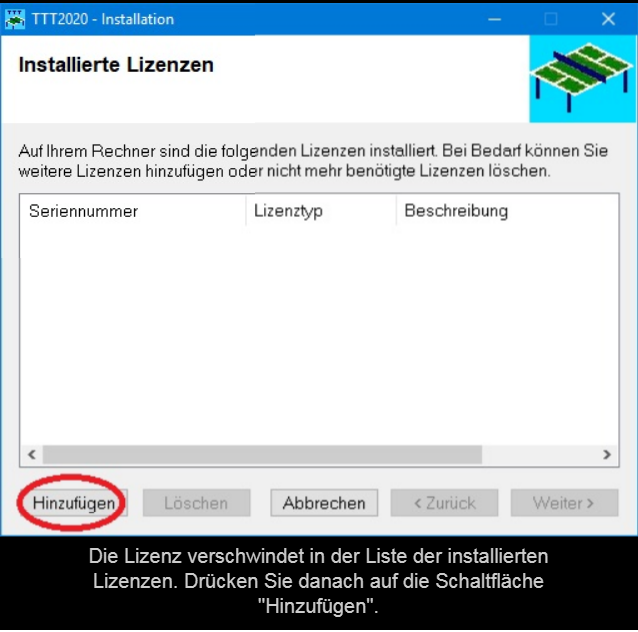 TTT2020 - Installation
Installierte Lizenzen
Auf Ihrem Rechner sind die folgenden Lizenzen installiert. Bei Bedarf können Sie
weitere Lizenzen hinzufügen oder nicht mehr benötigte Lizenzen löschen.
Seriennummer Lizenztyp Beschreibung
Hinzufügen Löschen Abbrechen < Zurück Weiter >
Die Lizenz verschwindet in der Liste der installierten
Lizenzen. Drücken Sie danach auf die Schaltfläche
"Hinzufügen".